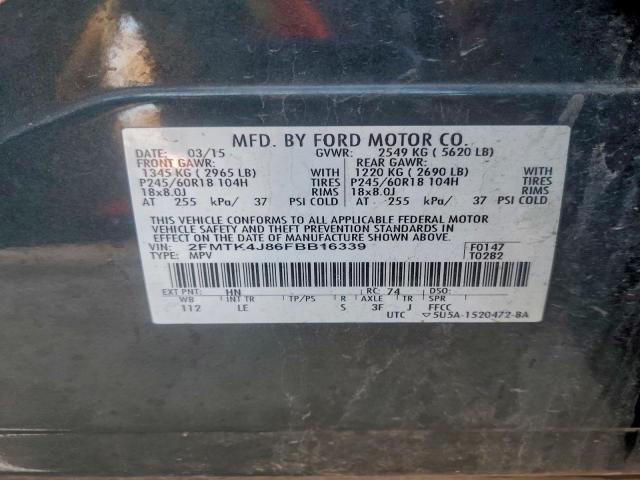 MFD. BY FORD MOTOR CO.
DATE: 03/15 GVWR: 2549 KG ( 5620 LB)
FRONT GAWR: REAR GAWR:
1345 KG ( 2965 LB) WITH 1220 KG ( 2690 LB) WITH
P245/60R18 104H TIRES P245/60R18 104H TIRES
18x8.0J RIMS 18x8.0J RIMS
AT 255 kPa/ 37 PSI COLD AT 255 kPa/ 37 PSI COLD
THIS VEHICLE CONFORMS TO ALL APPLICABLE FEDERAL MOTOR
VEHICLE SAFETY AND THEFT PREVENTION STANDARDS IN
EFFECT ON THE DATE OF MANUFACTURE SHOWN ABOVE.
VIN: 2FMTK4J86FBB16339 F0147
TYPE: MPV T0282
EXT PNT: HN RC: 74 DSO:
WB INT TR TP/PS R AXLE TR SPR
112 LE S 3F J FFCC
UTC ▽5U5A-1520472-BA